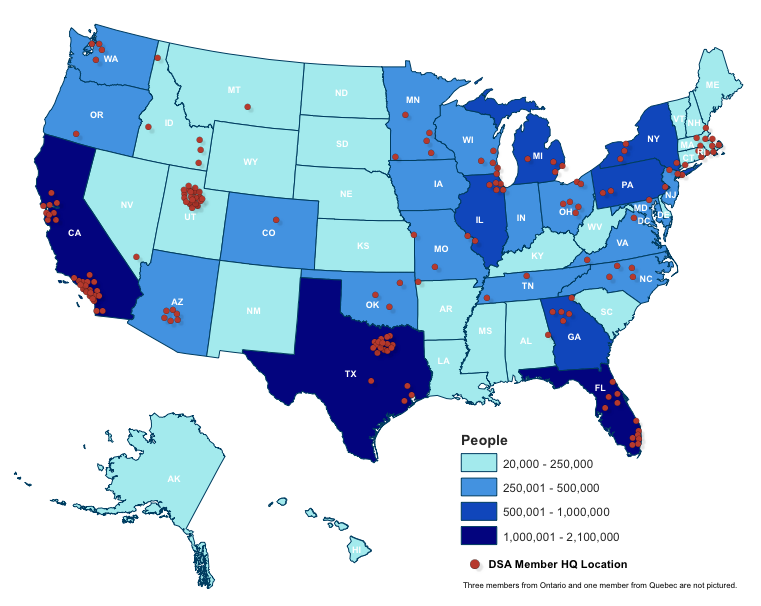 WA
OR
CA
NV
ID
MT
WY
UT
AZ
CO
NM
ND
SD
NE
KS
OK
TX
MN
IA
MO
AR
LA
WI
IL
MI
IN
OH
KY
TN
MS
AL
GA
FL
SC
NC
VA
WV
PA
NY
VT
NH
ME
MA
RI
CT
NJ
MD
DE
DC
AK
HI
People
20,000 - 250,000
250,001 - 500,000
500,001 - 1,000,000
1,000,001 - 2,100,000
DSA Member HQ Location
Three members from Ontario and one member from Quebec are not pictured.